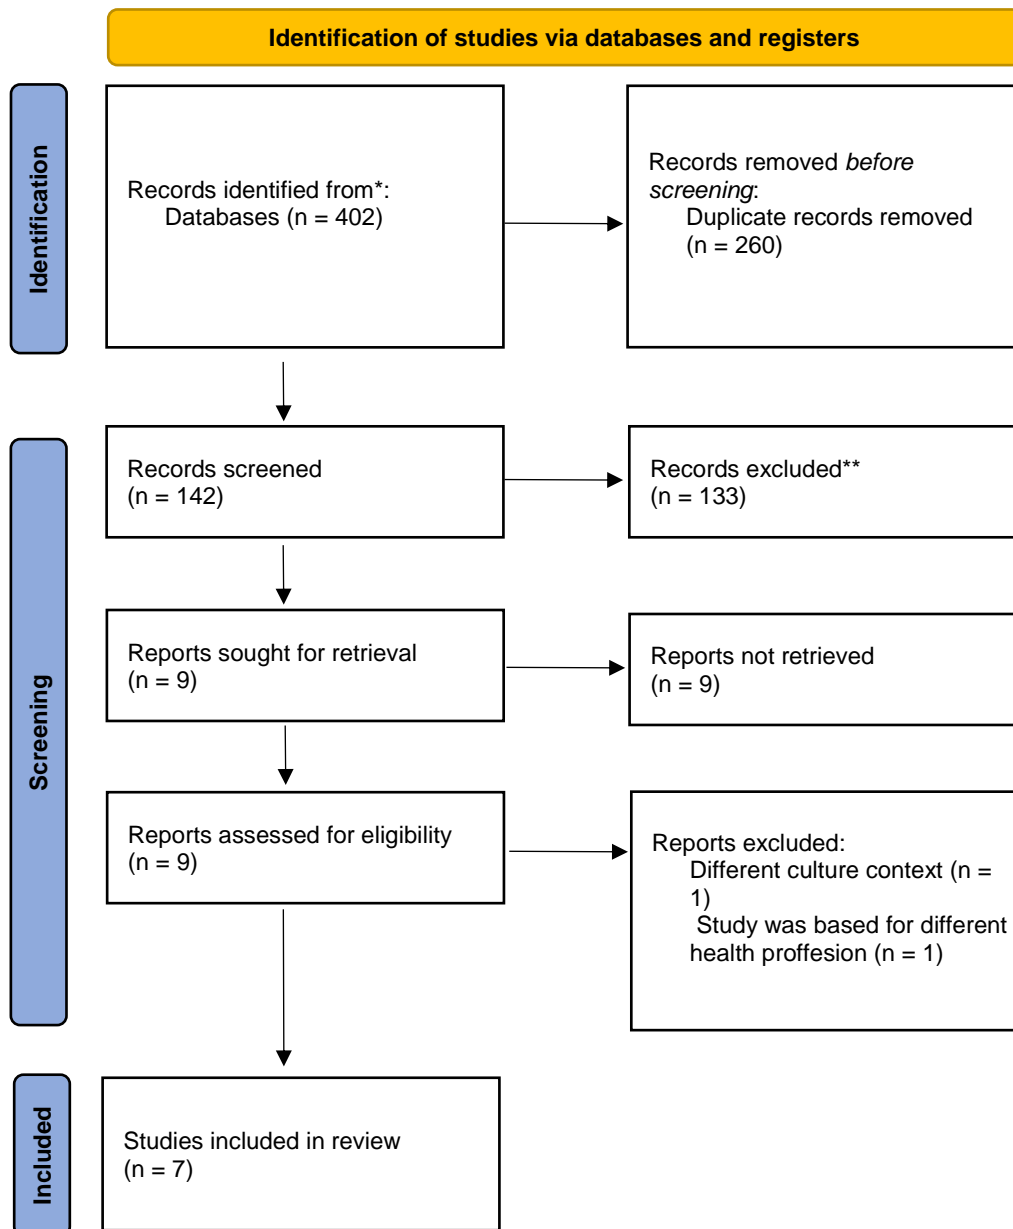 Identification of studies via databases and registers
Identification
Records identified from*:
Databases (n = 402)
Records removed before
screening:
Duplicate records removed
(n = 260)
Screening
Records screened
(n = 142)
Records excluded**
(n = 133)
Reports sought for retrieval
(n = 9)
Reports not retrieved
(n = 9)
Reports assessed for eligibility
(n = 9)
Reports excluded:
Different culture context (n =
1)
Study was based for different
health proffesion (n = 1)
Included
Studies included in review
(n = 7)